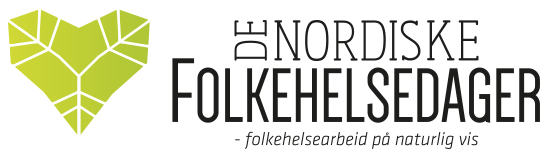 DE NORDISKE
FOLKEHELSEDAGER
- folkehelsearbeid på naturlig vis